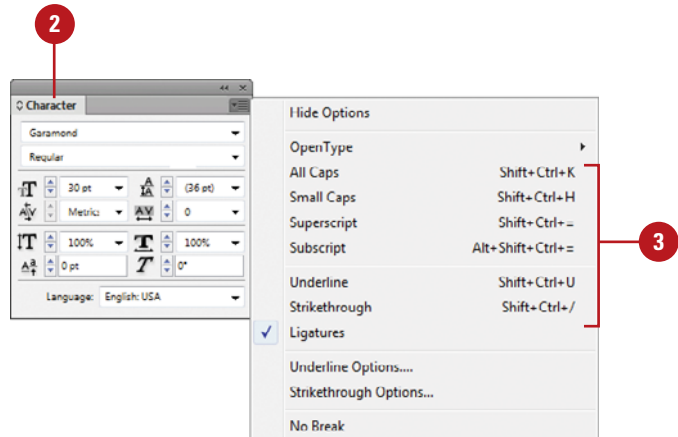 2
Character
Garamond
Regular
30 pt
(36 pt)
Metrics
0
100%
100%
0 pt
0°
Language: English: USA
Hide Options
OpenType
All Caps Shift+Ctrl+K
Small Caps Shift+Ctrl+H
Superscript Shift+Ctrl+=
Subscript Alt+Shift+Ctrl+=
Underline Shift+Ctrl+U
Strikethrough Shift+Ctrl+/
Ligatures
Underline Options....
Strikethrough Options...
No Break
3